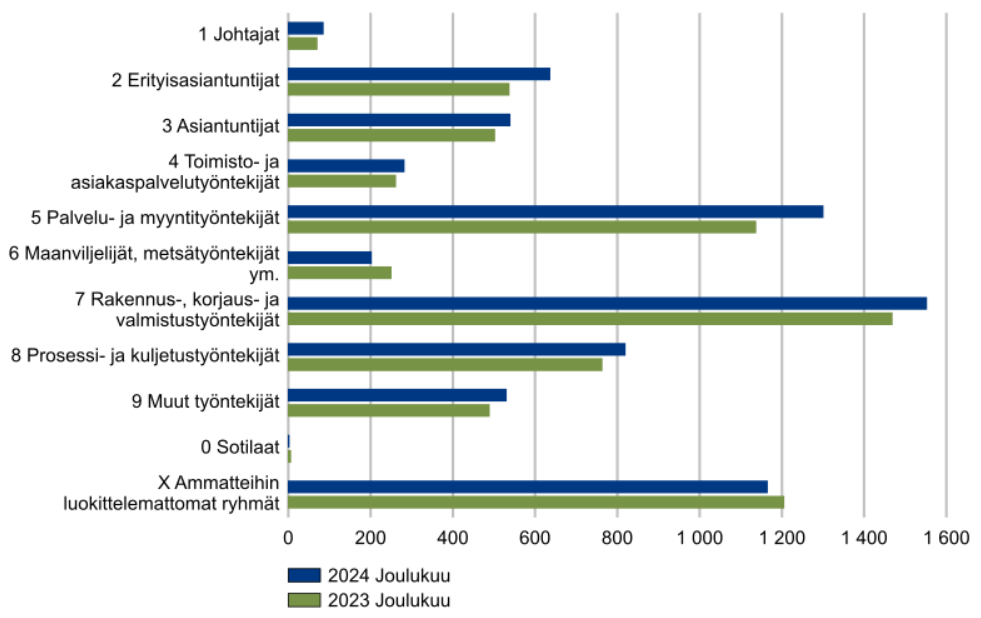 1 Johtajat
2 Erityisasiantuntijat
3 Asiantuntijat
4 Toimisto- ja
asiakaspalvelutyöntekijät
5 Palvelu- ja myyntityöntekijät
6 Maanviljelijät, metsätyöntekijät
ym.
7 Rakennus-, korjaus- ja
valmistustyöntekijät
8 Prosessi- ja kuljetustyöntekijät
9 Muut työntekijät
0 Sotilaat
X Ammatteihin
luokittelemattomat ryhmät
0 200 400 600 800 1 000 1 200 1 400 1 600
2024 Joulukuu
2023 Joulukuu